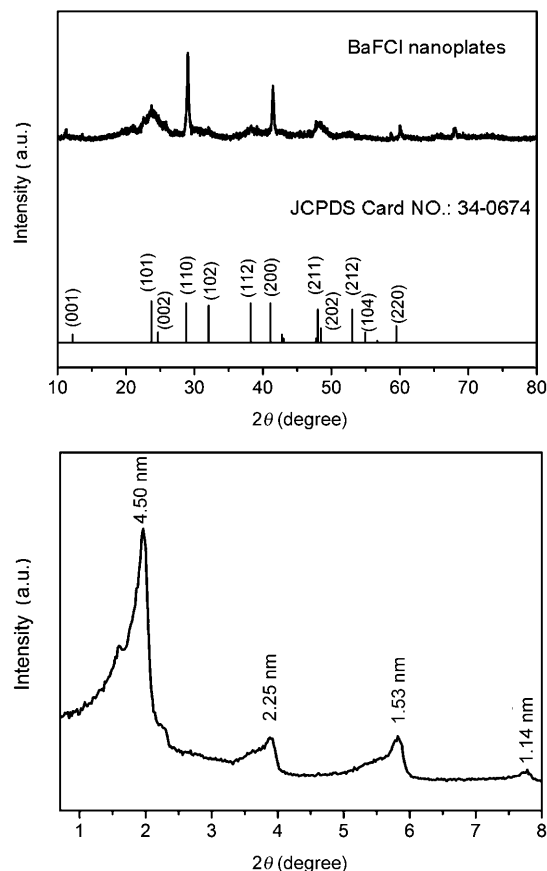 BaFCl nanoplates
Intensity (a.u.)
JCPDS Card NO.: 34-0674
(001)
(101)
(002)
(110)
(102)
(112)
(200)
(211)
(202)
(212)
(104)
(220)
10 20 30 40 50 60 70 80
2θ (degree)
4.50 nm
2.25 nm
1.53 nm
1.14 nm
Intensity (a.u.)
1 2 3 4 5 6 7 8
2θ (degree)